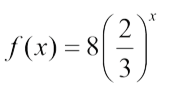 f(x) = 8(2/3)^x